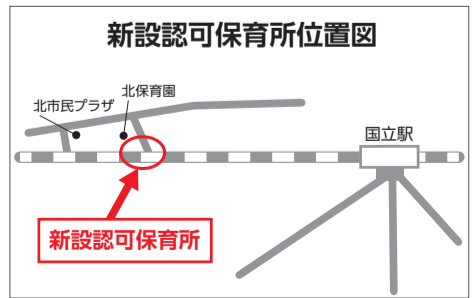 新設認可保育所位置図
北保育園
北市民プラザ
国立駅
新設認可保育所